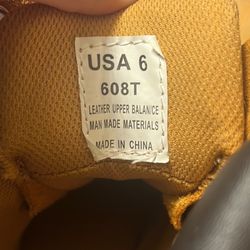 USA 6
608T
LEATHER UPPER BALANCE
MAN MADE MATERIALS
MADE IN CHINA